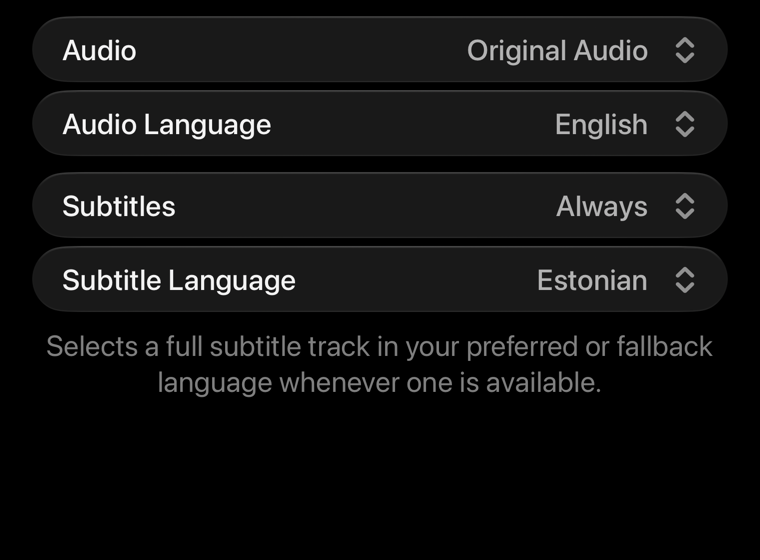 Audio Original Audio
Audio Language English
Subtitles Always
Subtitle Language Estonian
Selects a full subtitle track in your preferred or fallback
language whenever one is available.